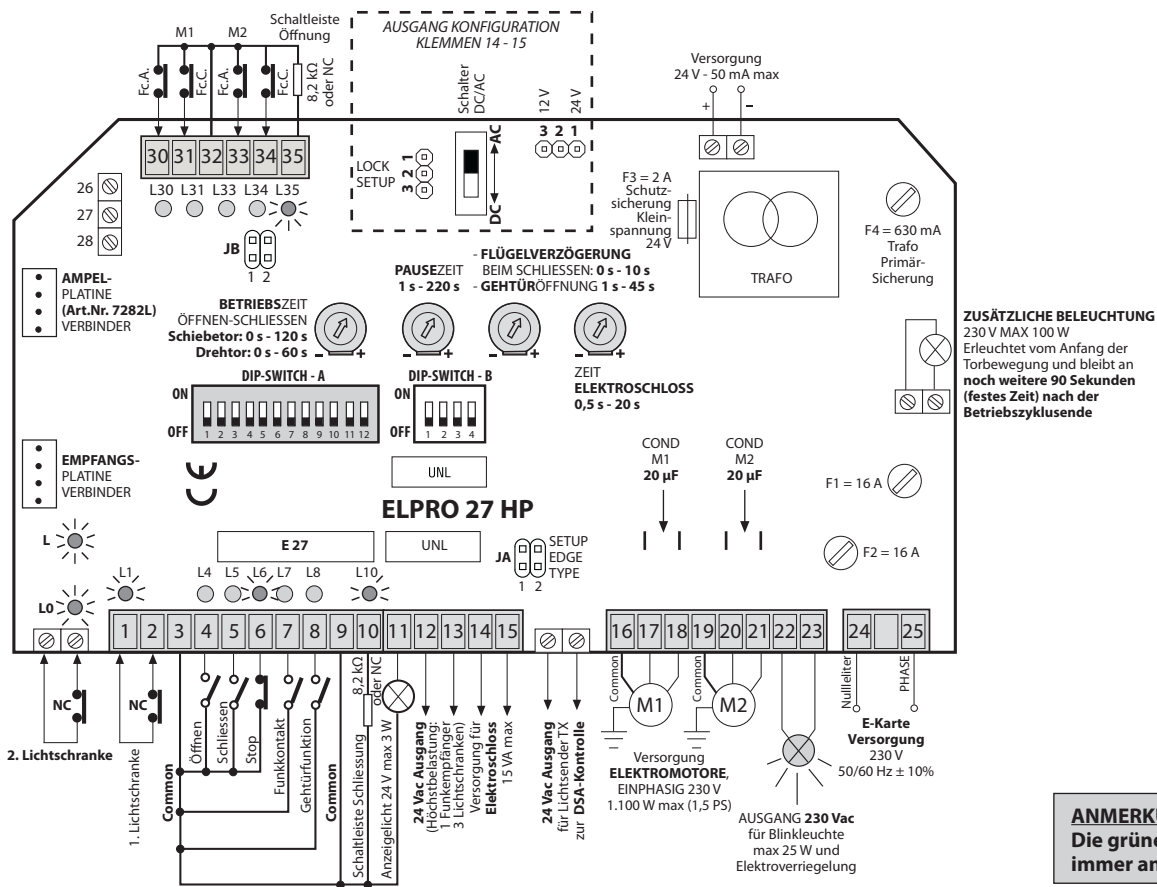 M1
M2
Schaltleiste
Öffnung
Fc.A.
Fc.C.
Fc.A.
Fc.C.
8,2 kΩ
oder NC
AUSGANG KONFIGURATION
KLEMMEN 14 - 15
Schalter
DC/AC
12 V
24 V
3 2 1
LOCK
SETUP
3 2 1
AC
DC
Versorgung
24 V - 50 mA max
+ -
30 31 32 33 34 35
L30 L31 L33 L34 L35
26
27
28
JB
1 2
F3 = 2 A
Schutz-
sicherung
Klein-
spannung
24 V
TRAFO
F4 = 630 mA
Trafo
Primär-
Sicherung
AMPEL-
PLATINE
(Art.Nr. 7282L)
VERBINDER
BETRIEBSZEIT
ÖFFNEN-SCHLIESSEN
Schiebetor: 0 s - 120 s
Drehtor: 0 s - 60 s
- +
PAUSEZEIT
1 s - 220 s
- +
- FLÜGELVERZÖGERUNG
BEIM SCHLIESSEN: 0 s - 10 s
- GEHTÜRÖFFNUNG 1 s - 45 s
- +
- +
ZEIT
ELEKTROSCHLOSS
0,5 s - 20 s
ZUSÄTZLICHE BELEUCHTUNG
230 V MAX 100 W
Erleuchtet vom Anfang der
Torbewegung und bleibt an
noch weitere 90 Sekunden
(festes Zeit) nach der
Betriebszyklusende
DIP-SWITCH - A
ON
OFF
1 2 3 4 5 6 7 8 9 10 11 12
DIP-SWITCH - B
ON
OFF
1 2 3 4
EMPFANGS-
PLATINE
VERBINDER
CE
UNL
ELPRO 27 HP
E 27
UNL
JA
1 2
SETUP
EDGE
TYPE
COND
M1
20 µF
COND
M2
20 µF
F1 = 16 A
F2 = 16 A
L
L0
L1 L4 L5 L6 L7 L8 L10
1 2 3 4 5 6 7 8 9 10 11 12 13 14 15
16 17 18 19 20 21 22 23
24 25
NC
2. Lichtschranke
NC
1. Lichtschranke
Common
Öffnen
Schliessen
Stop
Funkkontakt
Gehtürfunktion
Common
Schaltleiste Schliessung
8,2 kΩ
oder NC
Anzeigelicht 24 V max 3 W
24 Vac Ausgang
(Höchstbelastung:
1 Funkempfänger
3 Lichtschranken)
Versorgung für
Elektroschloss
15 VA max
24 Vac Ausgang
für Lichtsender TX
zur DSA-Kontrolle
Common
M1
Common
M2
Versorgung
ELEKTROMOTORE,
EINPHASIG 230 V
1.100 W max (1,5 PS)
AUSGANG 230 Vac
für Blinkleuchte
max 25 W und
Elektroverriegelung
Nullleliter
PHASE
E-Karte
Versorgung
230 V
50/60 Hz ± 10%
ANMERKU
Die grüne
immer an